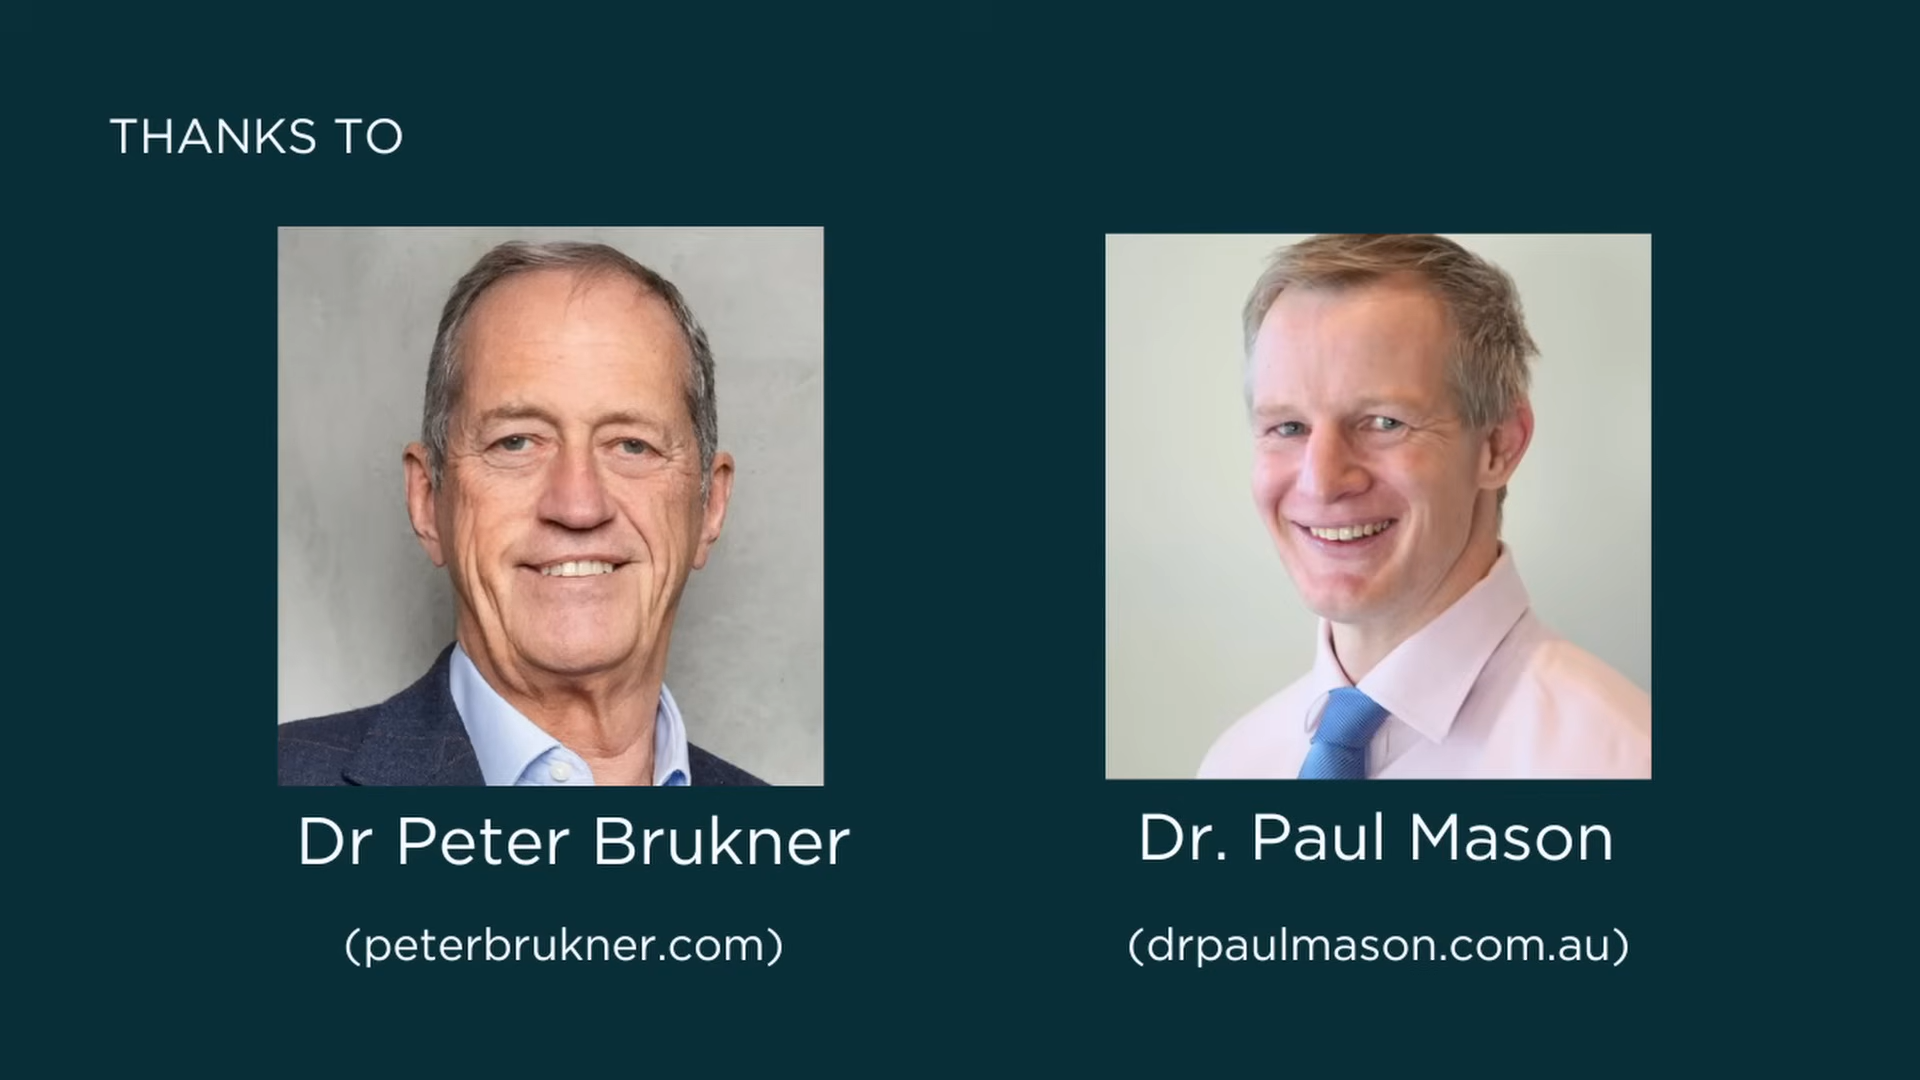 THANKS TO
Dr Peter Brukner
(peterbrukner.com)
Dr. Paul Mason
(drpaulmason.com.au)